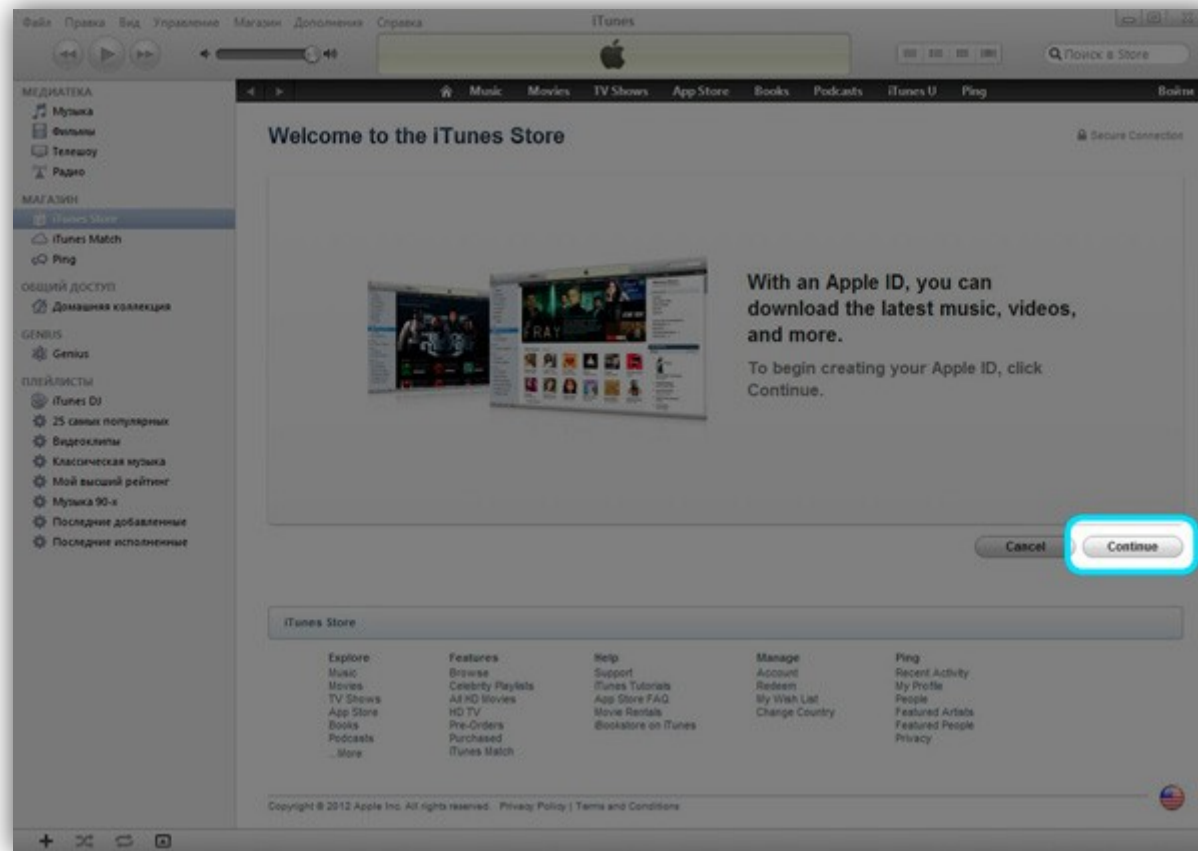 Файл Правка Вид Управление Магазин Дополнения Справка
iTunes
Поиск в Store
МЕДИАТЕКА
Музыка
Фильмы
Телешоу
Радио
МАГАЗИН
iTunes Store
iTunes Match
Ping
ОБЩИЙ ДОСТУП
Домашняя коллекция
GENIUS
Genius
ПЛЕЙЛИСТЫ
iTunes DJ
25 самых популярных
Видеоклипы
Классическая музыка
Мой высший рейтинг
Музыка 90-х
Последние добавленные
Последние исполненные
Music Movies TV Shows App Store Books Podcasts iTunes U Ping Войти
Welcome to the iTunes Store
Secure Connection
FRAY
With an Apple ID, you can
download the latest music, videos,
and more.
To begin creating your Apple ID, click
Continue.
Cancel Continue
iTunes Store
Explore
Music
Movies
TV Shows
App Store
Books
Podcasts
...More
Features
Browse
Celebrity Playlists
All HD Movies
HD TV
Pre-Orders
Purchased
iTunes Match
Help
Support
iTunes Tutorials
App Store FAQ
Movie Rentals
iBookstore on iTunes
Manage
Account
Redeem
My Wish List
Change Country
Ping
Recent Activity
My Profile
People
Featured Artists
Featured People
Privacy
Copyright © 2012 Apple Inc. All rights reserved. Privacy Policy | Terms and Conditions